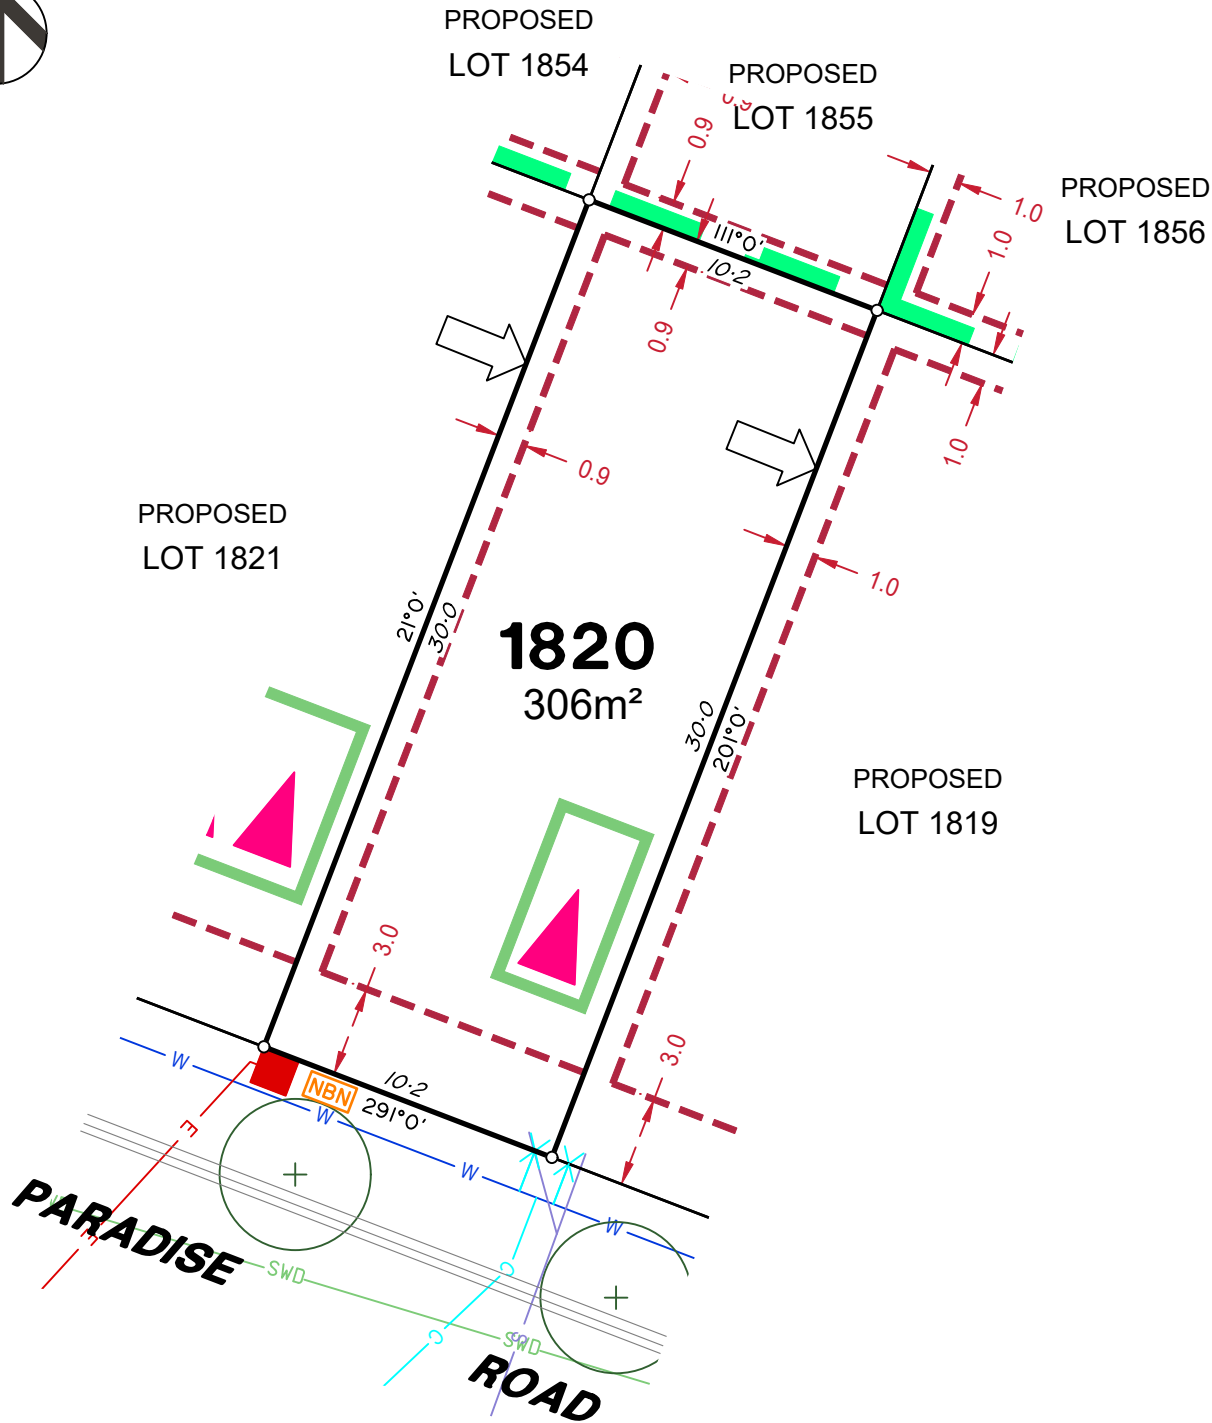 PROPOSED
LOT 1854
PROPOSED
LOT 1855
0.9
0.9
PROPOSED
LOT 1856
1.0
1.0
111°0'
10·2
0.9
1.0
0.9
PROPOSED
LOT 1821
1.0
21°0'
30·0
1820
306m²
30·0
201°0'
PROPOSED
LOT 1819
3.0
3.0
10·2
291°0'
NBN
W
W
W
W
E
E
PARADISE
SWD
C
C
S
SWD
ROAD